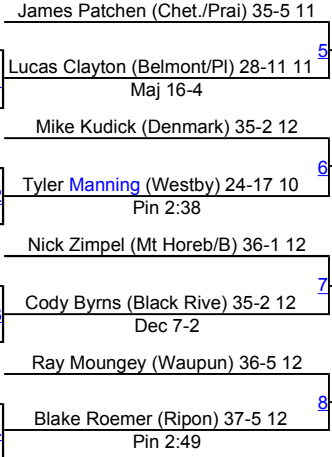 James Patchen (Chet./Prai) 35-5 11
5
Lucas Clayton (Belmont/Pl) 28-11 11
Maj 16-4
Mike Kudick (Denmark) 35-2 12
6
Tyler Manning (Westby) 24-17 10
Pin 2:38
Nick Zimpel (Mt Horeb/B) 36-1 12
7
Cody Byrns (Black Rive) 35-2 12
Dec 7-2
Ray Moungey (Waupun) 36-5 12
8
Blake Roemer (Ripon) 37-5 12
Pin 2:49